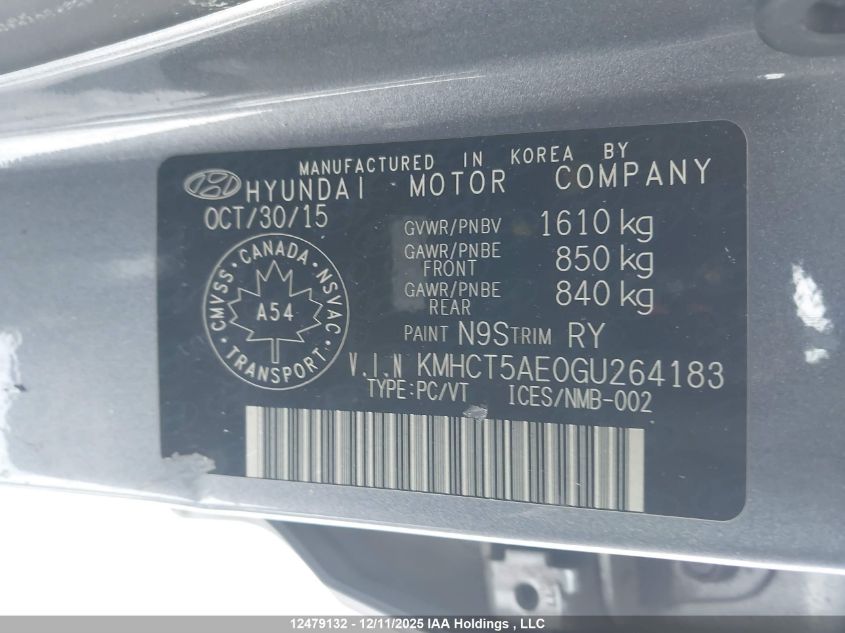 MANUFACTURED IN KOREA BY
HYUNDAI MOTOR COMPANY
OCT/30/15
GVWR/PNBV 1610 kg
GAWR/PNBE FRONT 850 kg
GAWR/PNBE REAR 840 kg
PAINT N9S TRIM RY
CMVSS · CANADA · NSVAC
A54
TRANSPORT
V.I.N KMHCT5AE0GU264183
TYPE:PC/VT ICES/NMB-002
12479132 - 12/11/2025 IAA Holdings , LLC